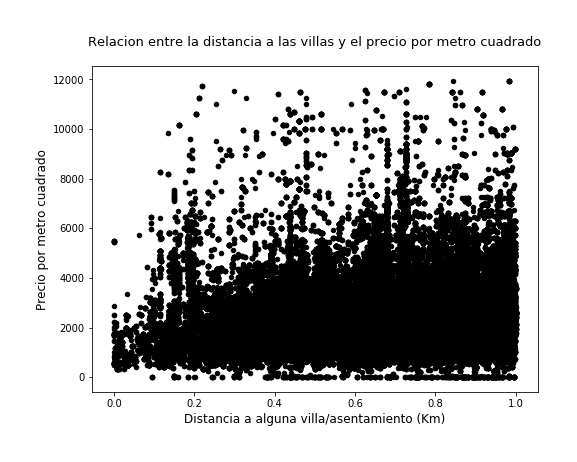 Relacion entre la distancia a las villas y el precio por metro cuadrado
12000
10000
8000
6000
4000
2000
0
Precio por metro cuadrado
0.0 0.2 0.4 0.6 0.8 1.0
Distancia a alguna villa/asentamiento (Km)